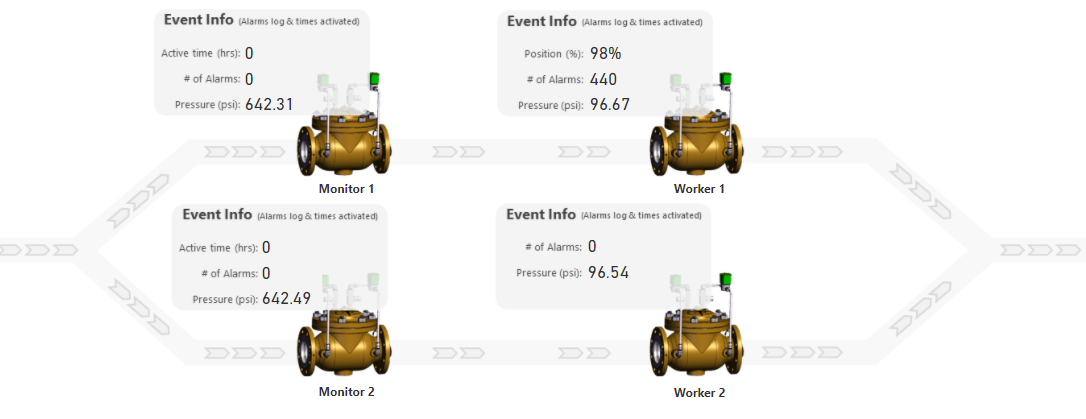 Event Info (Alarms log & times activated)
Active time (hrs): 0
# of Alarms: 0
Pressure (psi): 642.31
Monitor 1
Event Info (Alarms log & times activated)
Position (%): 98%
# of Alarms: 440
Pressure (psi): 96.67
Worker 1
Event Info (Alarms log & times activated)
Active time (hrs): 0
# of Alarms: 0
Pressure (psi): 642.49
Monitor 2
Event Info (Alarms log & times activated)
# of Alarms: 0
Pressure (psi): 96.54
Worker 2